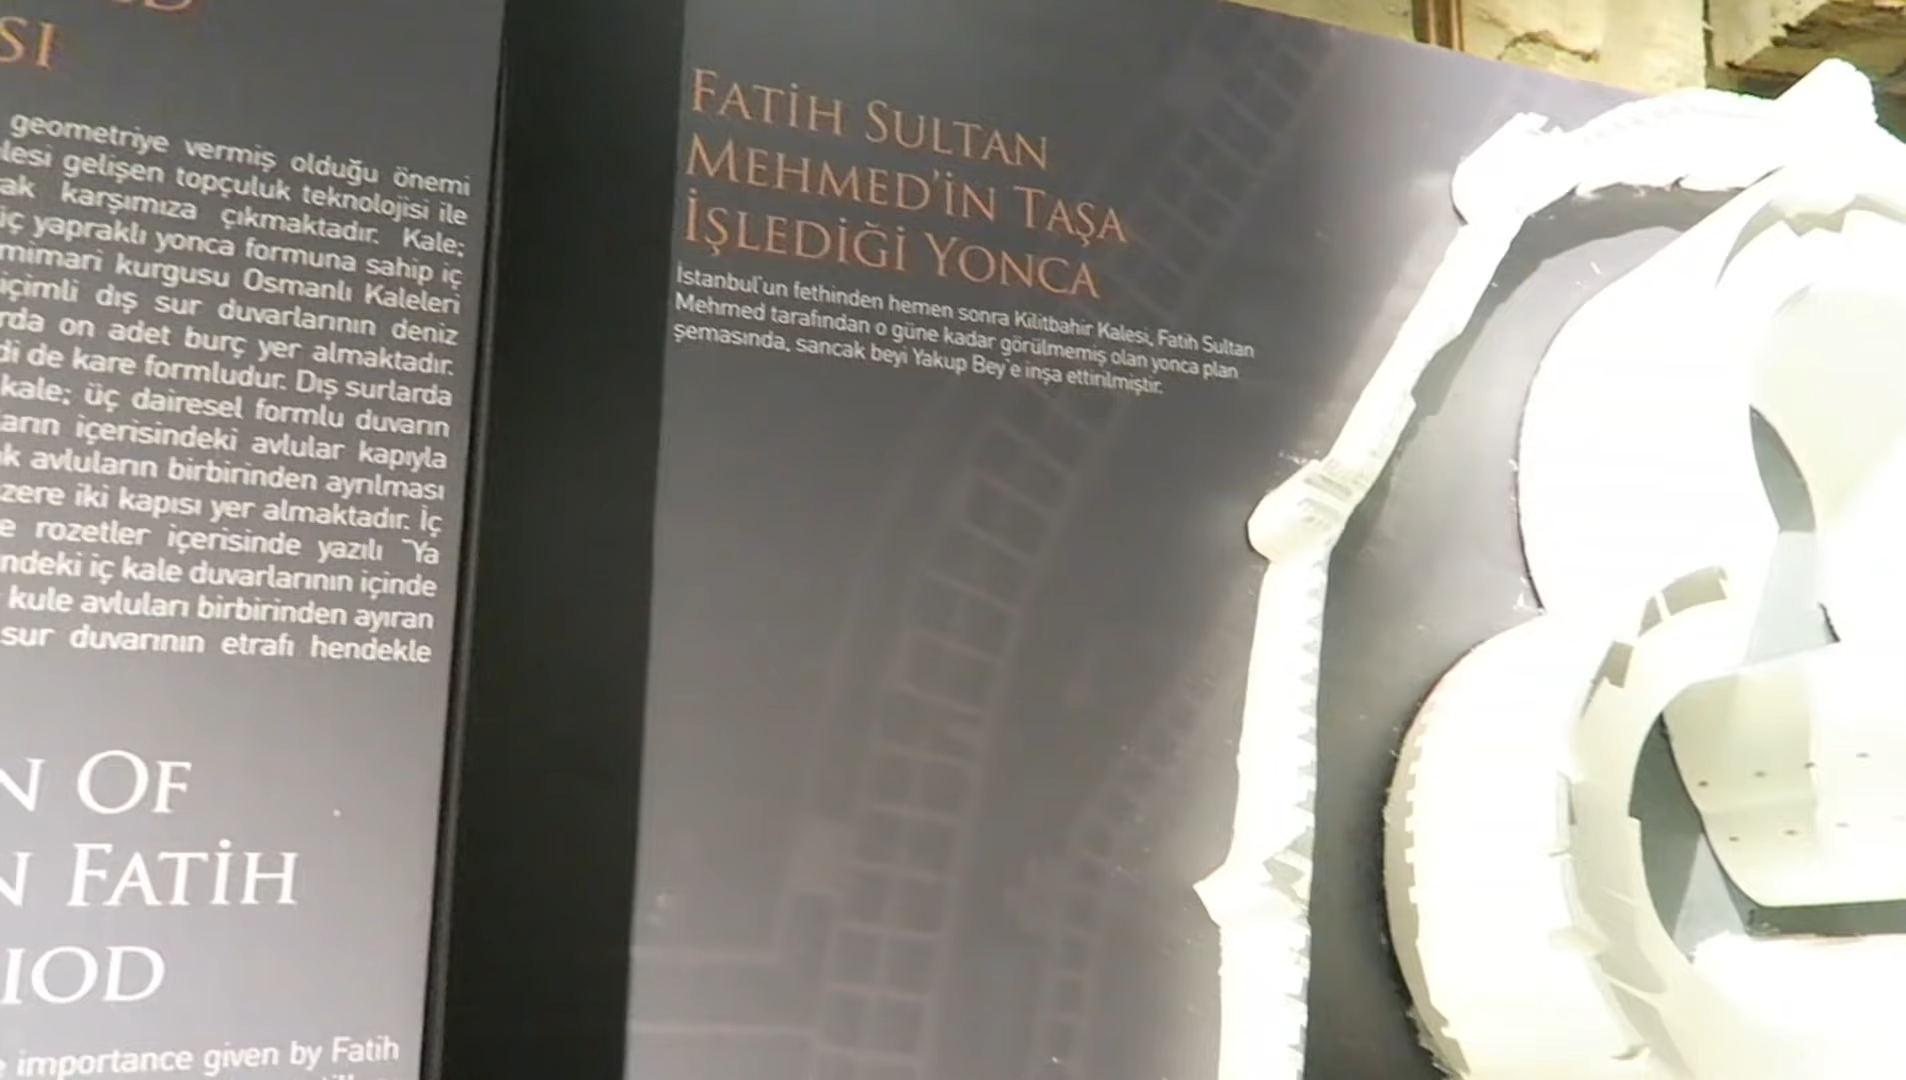 SI
geometriye vermiş olduğu önemi
lesi gelişen topçuluk teknolojisi ile
ak karşımıza çıkmaktadır. Kale;
iç yapraklı yonca formuna sahip iç
mimari kurgusu Osmanlı Kaleleri
içimli dış sur duvarlarının deniz
rda on adet burç yer almaktadır.
di de kare formludur. Dış surlarda
kale; üç dairesel formlu duvarın
arın içerisindeki avlular kapıyla
k avluların birbirinden ayrılması
zere iki kapısı yer almaktadır. İç
e rozetler içerisinde yazılı "Ya
ndeki iç kale duvarlarının içinde
kule avluları birbirinden ayıran
sur duvarının etrafı hendekle
N OF
N FATİH
IOD
importance given by Fatih
FATİH SULTAN
MEHMED'İN TAŞA
İŞLEDİĞİ YONCA
İstanbul'un fethinden hemen sonra Kilitbahir Kalesi, Fatih Sultan
Mehmed tarafından o güne kadar görülmemiş olan yonca plan
şemasında, sancak beyi Yakup Bey'e inşa ettirilmiştir.